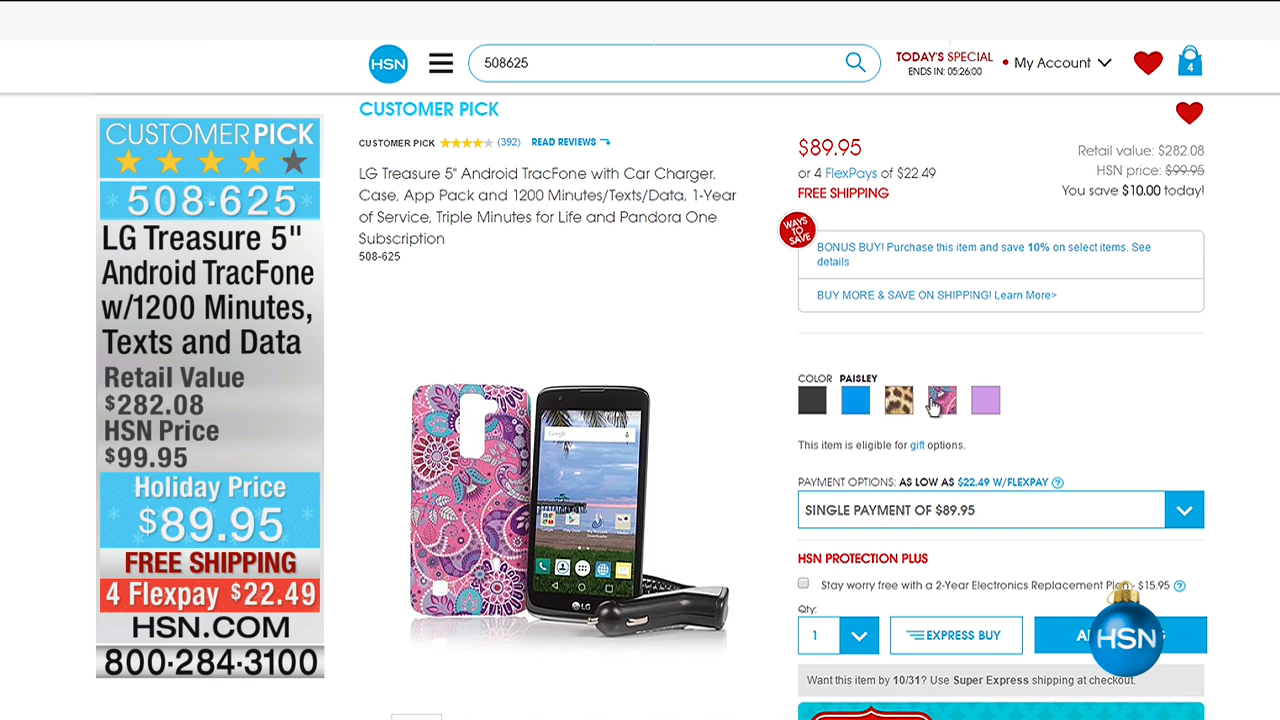 HSN
508625
TODAY'S SPECIAL
ENDS IN: 05:26:00
My Account
4
CUSTOMER PICK
508·625
LG Treasure 5"
Android TracFone
w/1200 Minutes,
Texts and Data
Retail Value
$282.08
HSN Price
$99.95
Holiday Price
$89.95
FREE SHIPPING
4 Flexpay $22.49
HSN.COM
800·284·3100
CUSTOMER PICK
CUSTOMER PICK (392) READ REVIEWS
LG Treasure 5" Android TracFone with Car Charger,
Case, App Pack and 1200 Minutes/Texts/Data, 1-Year
of Service, Triple Minutes for Life and Pandora One
Subscription
508-625
Google
LG
$89.95
or 4 FlexPays of $22.49
FREE SHIPPING
Retail value: $282.08
HSN price: $99.95
You save $10.00 today!
WAYS
TO
SAVE
BONUS BUY! Purchase this item and save 10% on select items. See
details
BUY MORE & SAVE ON SHIPPING! Learn More>
COLOR PAISLEY
This item is eligible for gift options.
PAYMENT OPTIONS: AS LOW AS $22.49 W/FLEXPAY ?
SINGLE PAYMENT OF $89.95
HSN PROTECTION PLUS
Stay worry free with a 2-Year Electronics Replacement - $15.95 ?
Qty:
1
EXPRESS BUY
HSN
Want this item by 10/31? Use Super Express shipping at checkout.